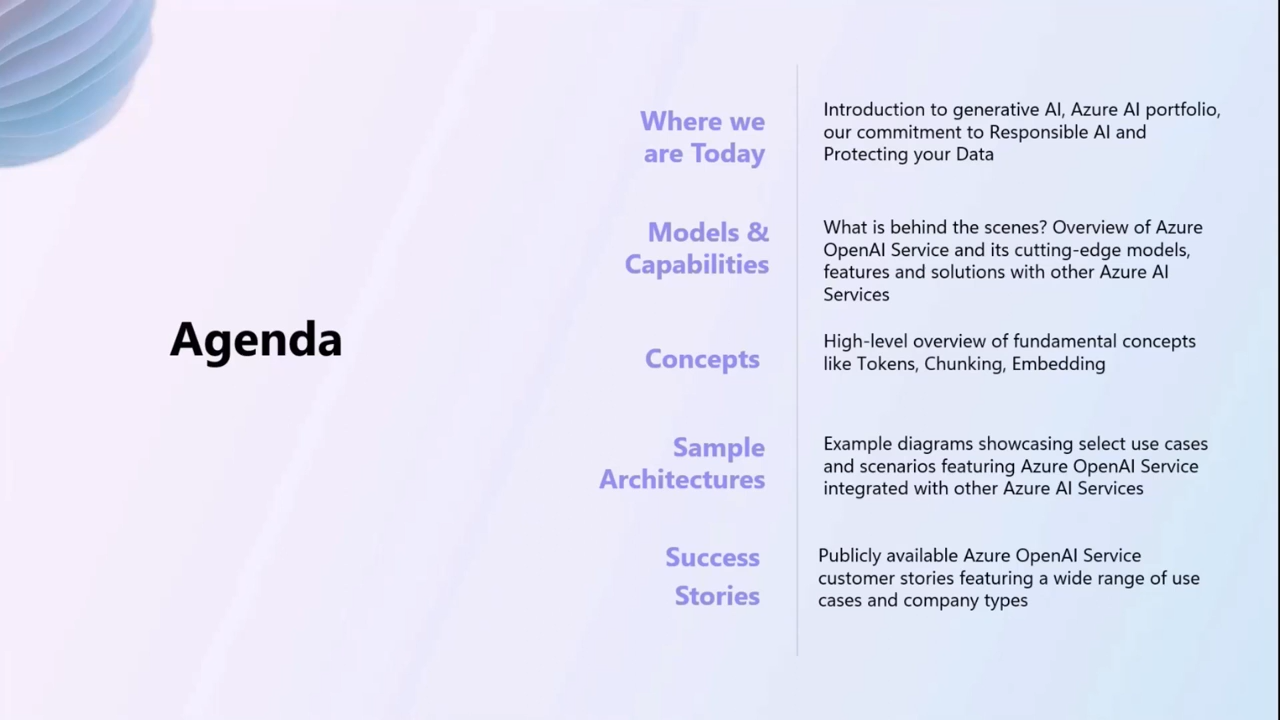 Agenda
Where we
are Today
Introduction to generative AI, Azure AI portfolio,
our commitment to Responsible AI and
Protecting your Data
Models &
Capabilities
What is behind the scenes? Overview of Azure
OpenAI Service and its cutting-edge models,
features and solutions with other Azure AI
Services
Concepts
High-level overview of fundamental concepts
like Tokens, Chunking, Embedding
Sample
Architectures
Example diagrams showcasing select use cases
and scenarios featuring Azure OpenAI Service
integrated with other Azure AI Services
Success
Stories
Publicly available Azure OpenAI Service
customer stories featuring a wide range of use
cases and company types